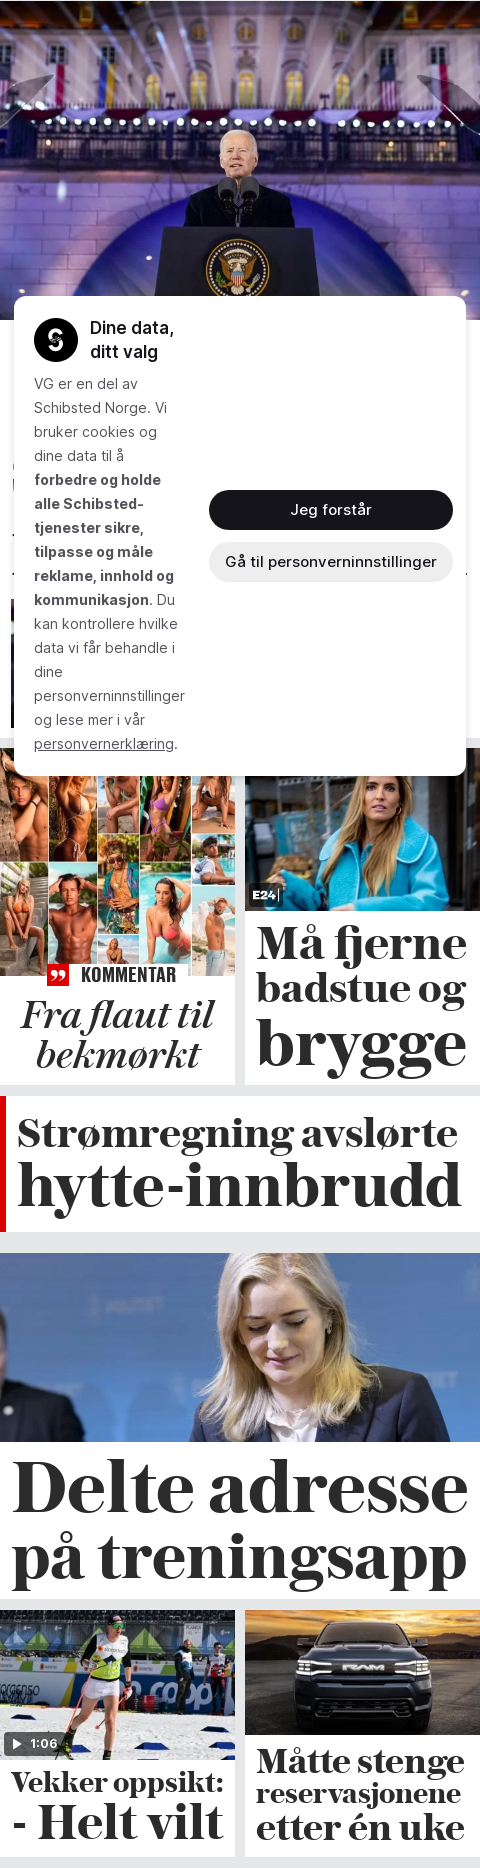 Dine data,
ditt valg
VG er en del av
Schibsted Norge. Vi
bruker cookies og
dine data til å
forbedre og holde
alle Schibsted-
tjenester sikre,
tilpasse og måle
reklame, innhold og
kommunikasjon. Du
kan kontrollere hvilke
data vi får behandle i
dine
personverninnstillinger
og lese mer i vår
personvernerklæring.
Jeg forstår
Gå til personverninnstillinger
KOMMENTAR
Fra flaut til
bekmørkt
E24
Må fjerne
badstue og
brygge
Strømregning avslørte
hytte-innbrudd
Delte adresse
på treningsapp
coop
1:06
Vekker oppsikt:
- Helt vilt
RAM
Måtte stenge
reservasjonene
etter én uke